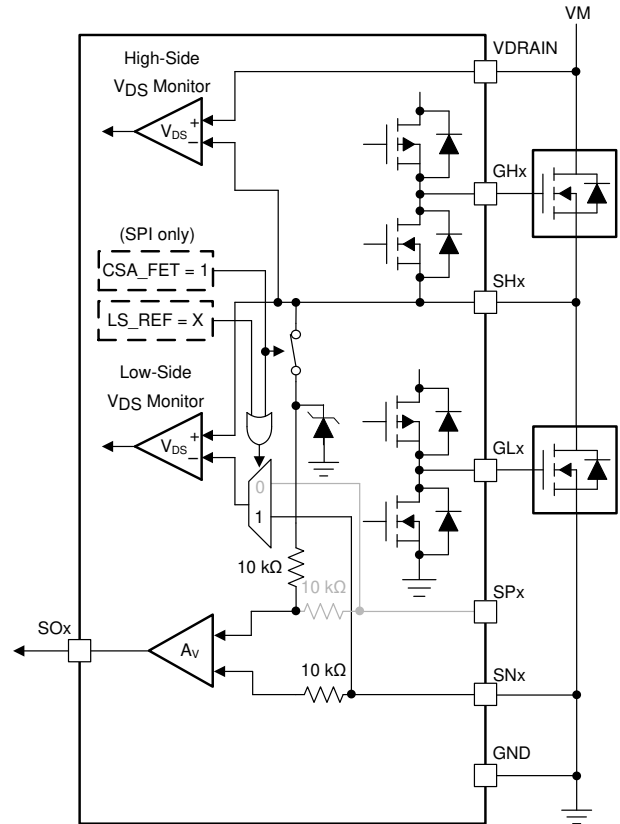 VM
VDRAIN
High-Side
VDS Monitor
VDS
+
−
GHx
(SPI only)
CSA_FET = 1
SHx
LS_REF = X
Low-Side
VDS Monitor
VDS
+
−
GLx
0
1
10 kΩ
10 kΩ
SPx
SOx
AV
10 kΩ
SNx
GND